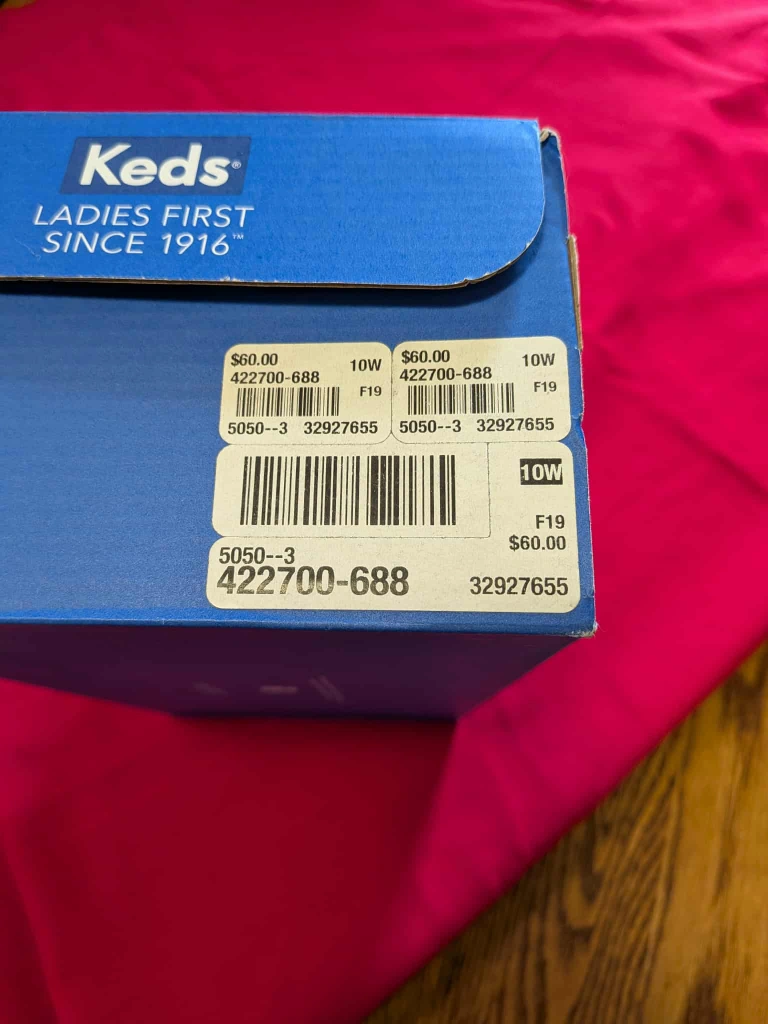 Keds®
LADIES FIRST
SINCE 1916™
$60.00 10W
422700-688
F19
5050--3 32927655
$60.00 10W
422700-688
F19
5050--3 32927655
10W
F19
$60.00
5050--3
422700-688 32927655